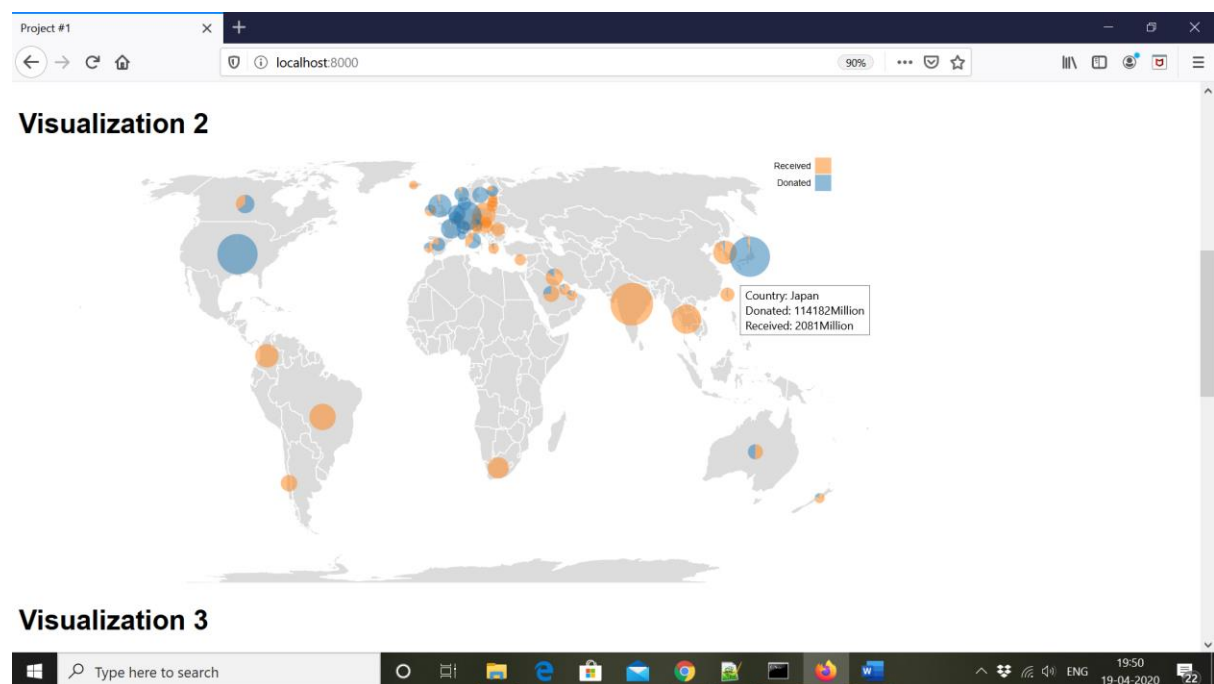 Project #1
localhost:8000
90%
Visualization 2
Received
Donated
Country: Japan
Donated: 114182Million
Received: 2081Million
Visualization 3
Type here to search
ENG
19:50
19-04-2020
22